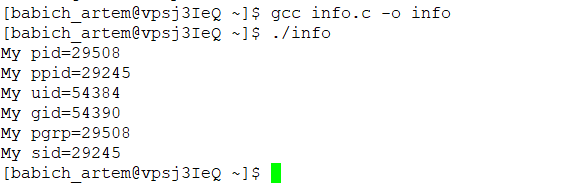 [babich_artem@vpsj3IeQ ~]$ gcc info.c -o info
[babich_artem@vpsj3IeQ ~]$ ./info
My pid=29508
My ppid=29245
My uid=54384
My gid=54390
My pgrp=29508
My sid=29245
[babich_artem@vpsj3IeQ ~]$